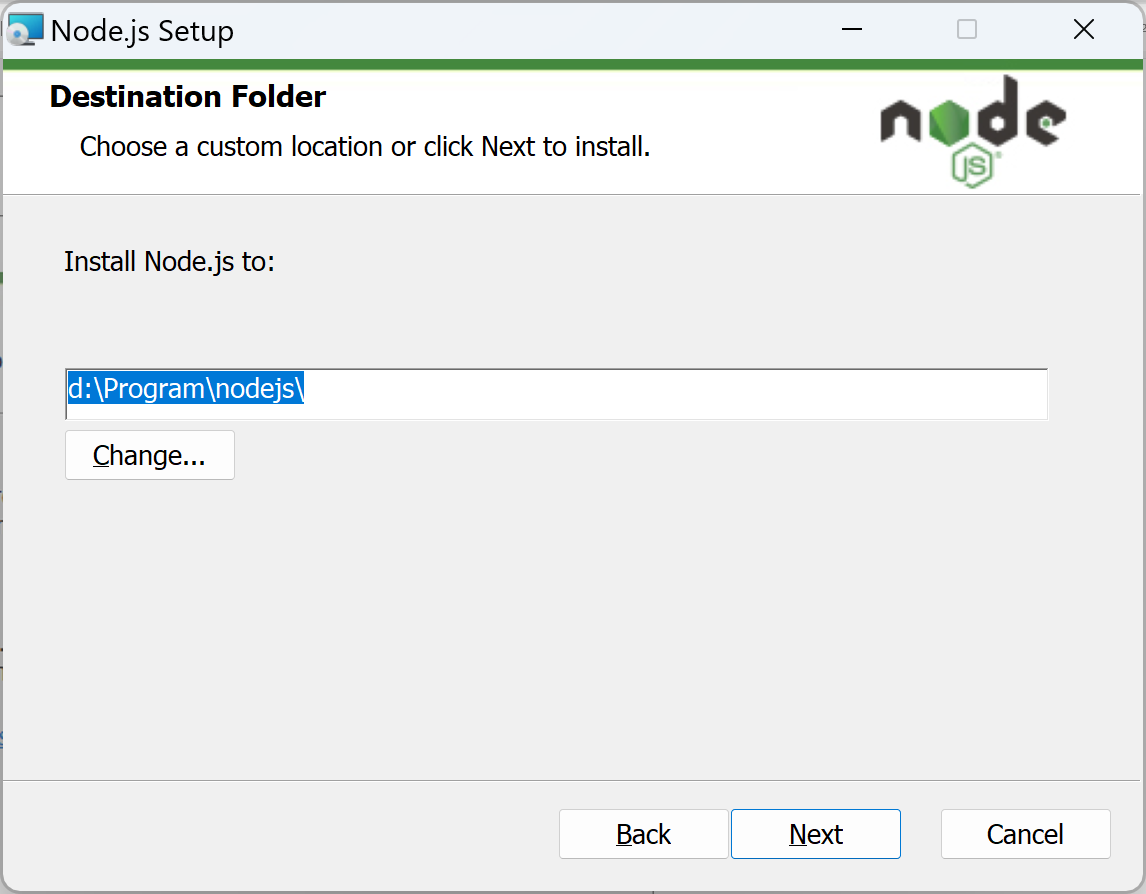 Node.js Setup
Destination Folder
Choose a custom location or click Next to install.
node
JS
Install Node.js to:
d:\Program\nodejs\
Change...
Back
Next
Cancel